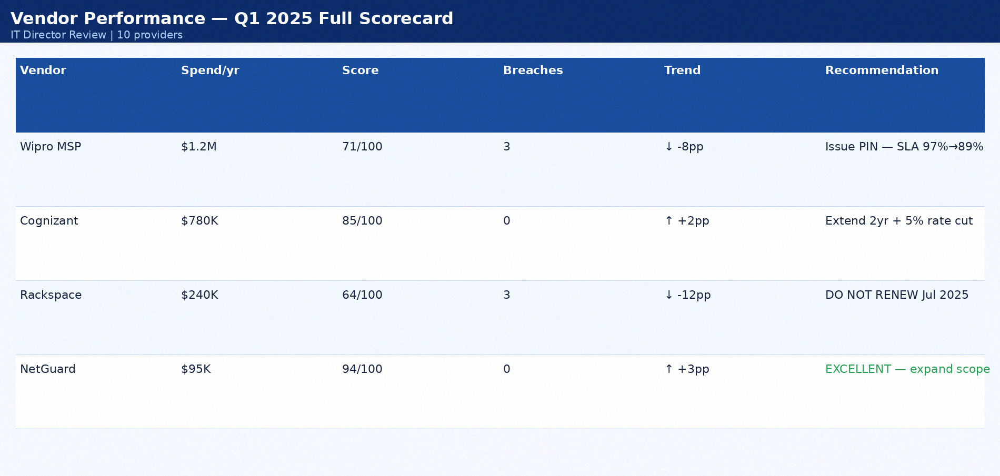 Vendor Performance — Q1 2025 Full Scorecard
IT Director Review | 10 providers
Vendor Spend/yr Score Breaches Trend Recommendation
Wipro MSP $1.2M 71/100 3 ↓ -8pp Issue PIN — SLA 97%→89%
Cognizant $780K 85/100 0 ↑ +2pp Extend 2yr + 5% rate cut
Rackspace $240K 64/100 3 ↓ -12pp DO NOT RENEW Jul 2025
NetGuard $95K 94/100 0 ↑ +3pp EXCELLENT — expand scope